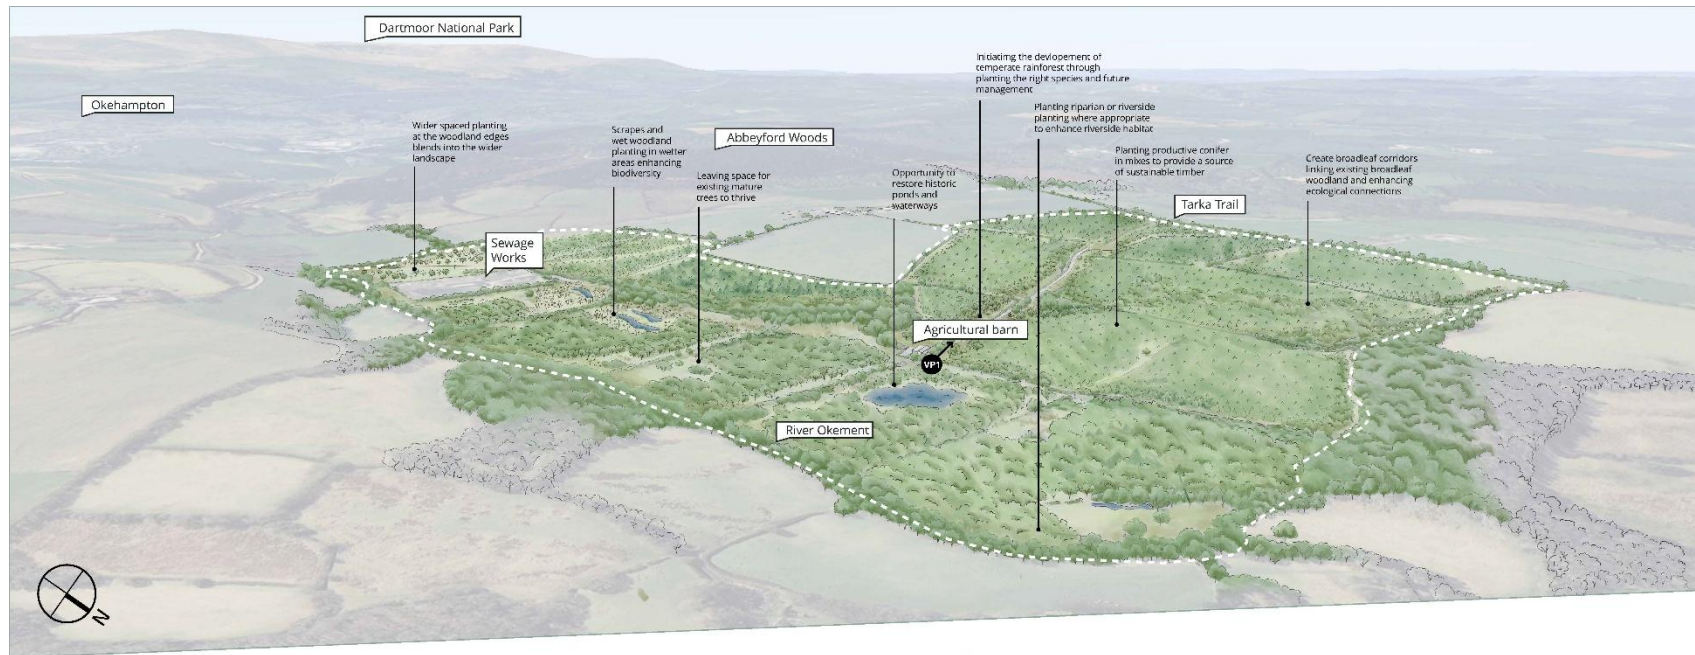 Dartmoor National Park
Okehampton
Wider spaced planting
at the woodland edges
blends into the wider
landscape
Scrapes and
wet woodland
planting in wetter
areas enhancing
biodiversity
Abbeyford Woods
Leaving space for
existing mature
trees to thrive
Opportunity to
restore historic
ponds and
waterways
Initiatimg the devlopement of
temperate rainforest through
planting the right species and future
management
Planting riparian or riverside
planting where appropriate
to enhance riverside habitat
Planting productive conifer
in mixes to provide a source
of sustainable timber
Create broadleaf corridors
linking existing broadleaf
woodland and enhancing
ecological connections
Tarka Trail
Sewage
Works
Agricultural barn
VP1
River Okement
N